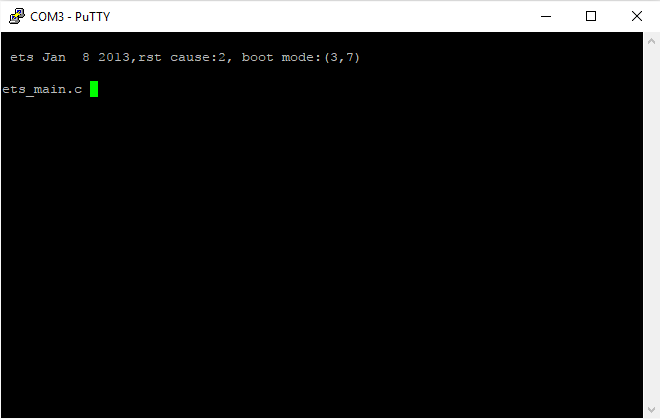 COM3 - PuTTY
ets Jan  8 2013,rst cause:2, boot mode:(3,7)
ets_main.c